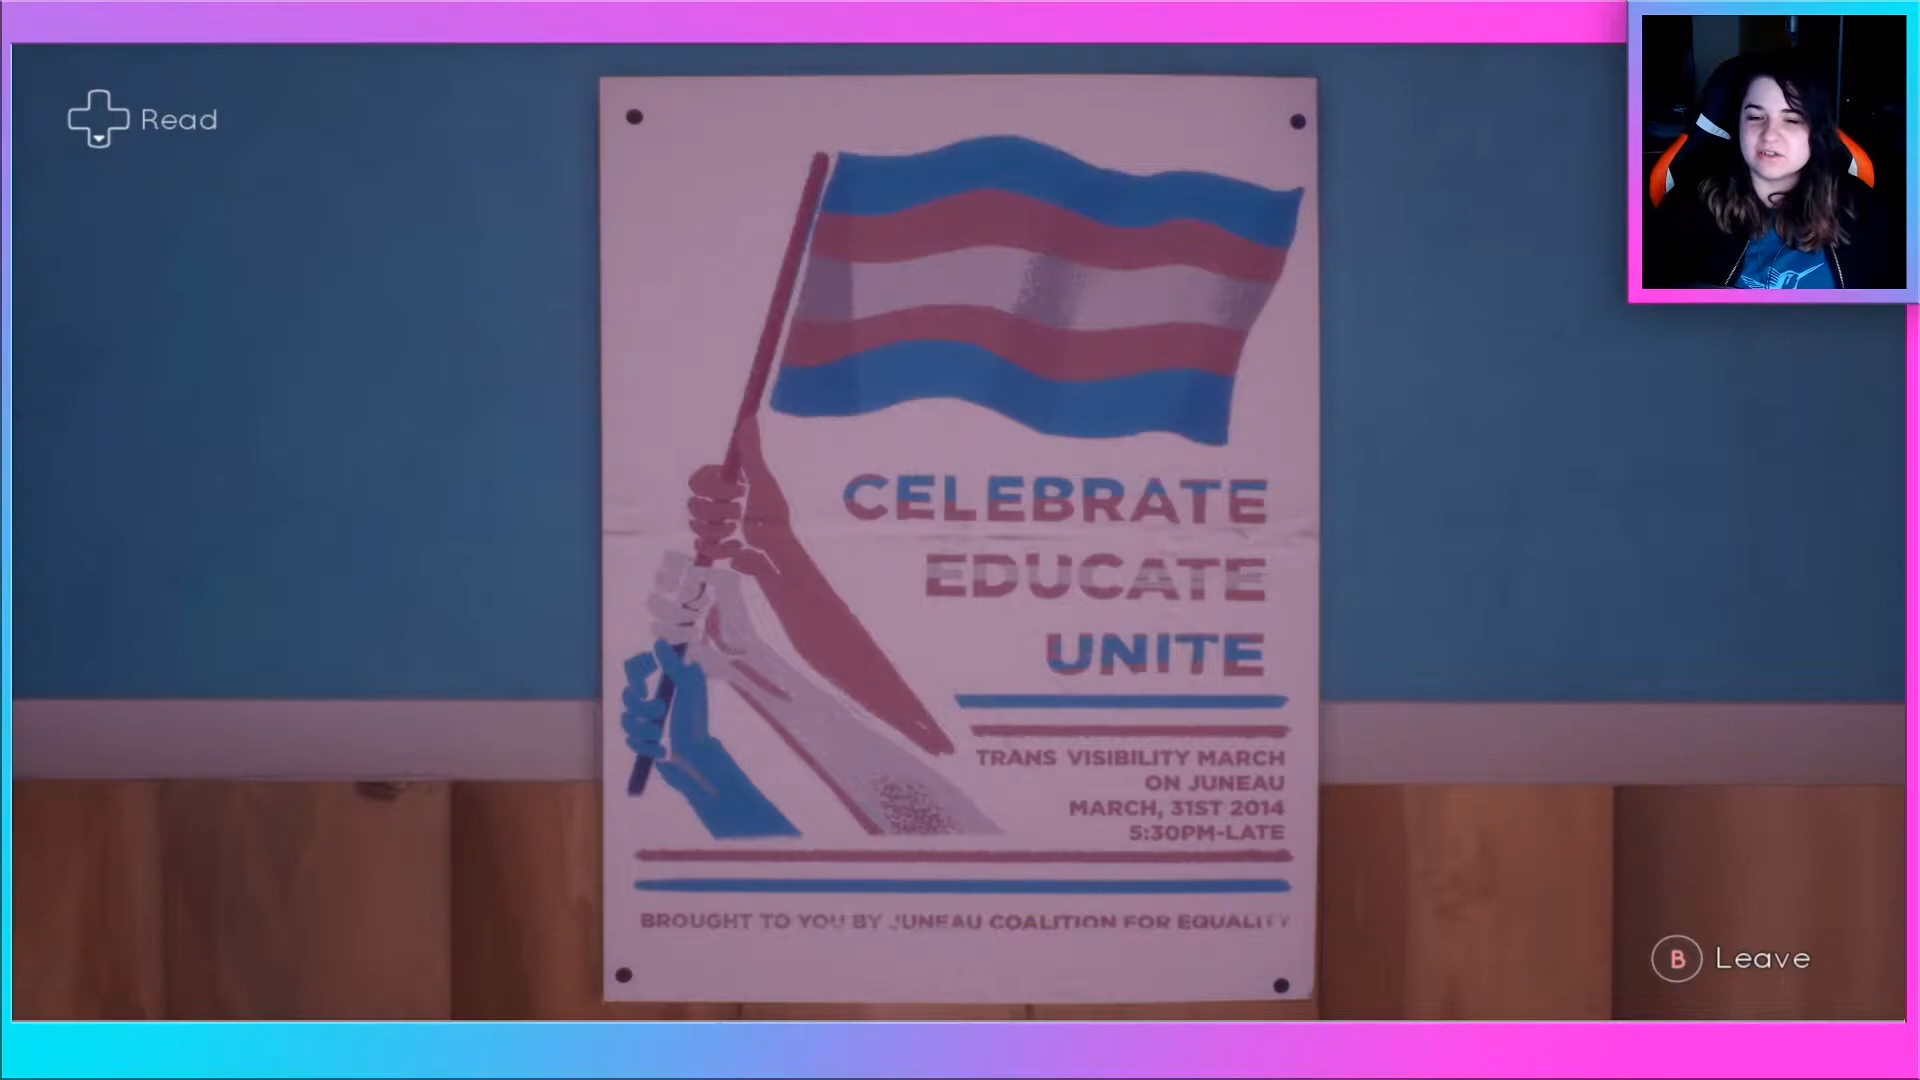 Read
CELEBRATE
EDUCATE
UNITE
TRANS VISIBILITY MARCH
ON JUNEAU
MARCH, 31ST 2014
5:30PM-LATE
BROUGHT TO YOU BY JUNEAU COALITION FOR EQUALITY
B Leave